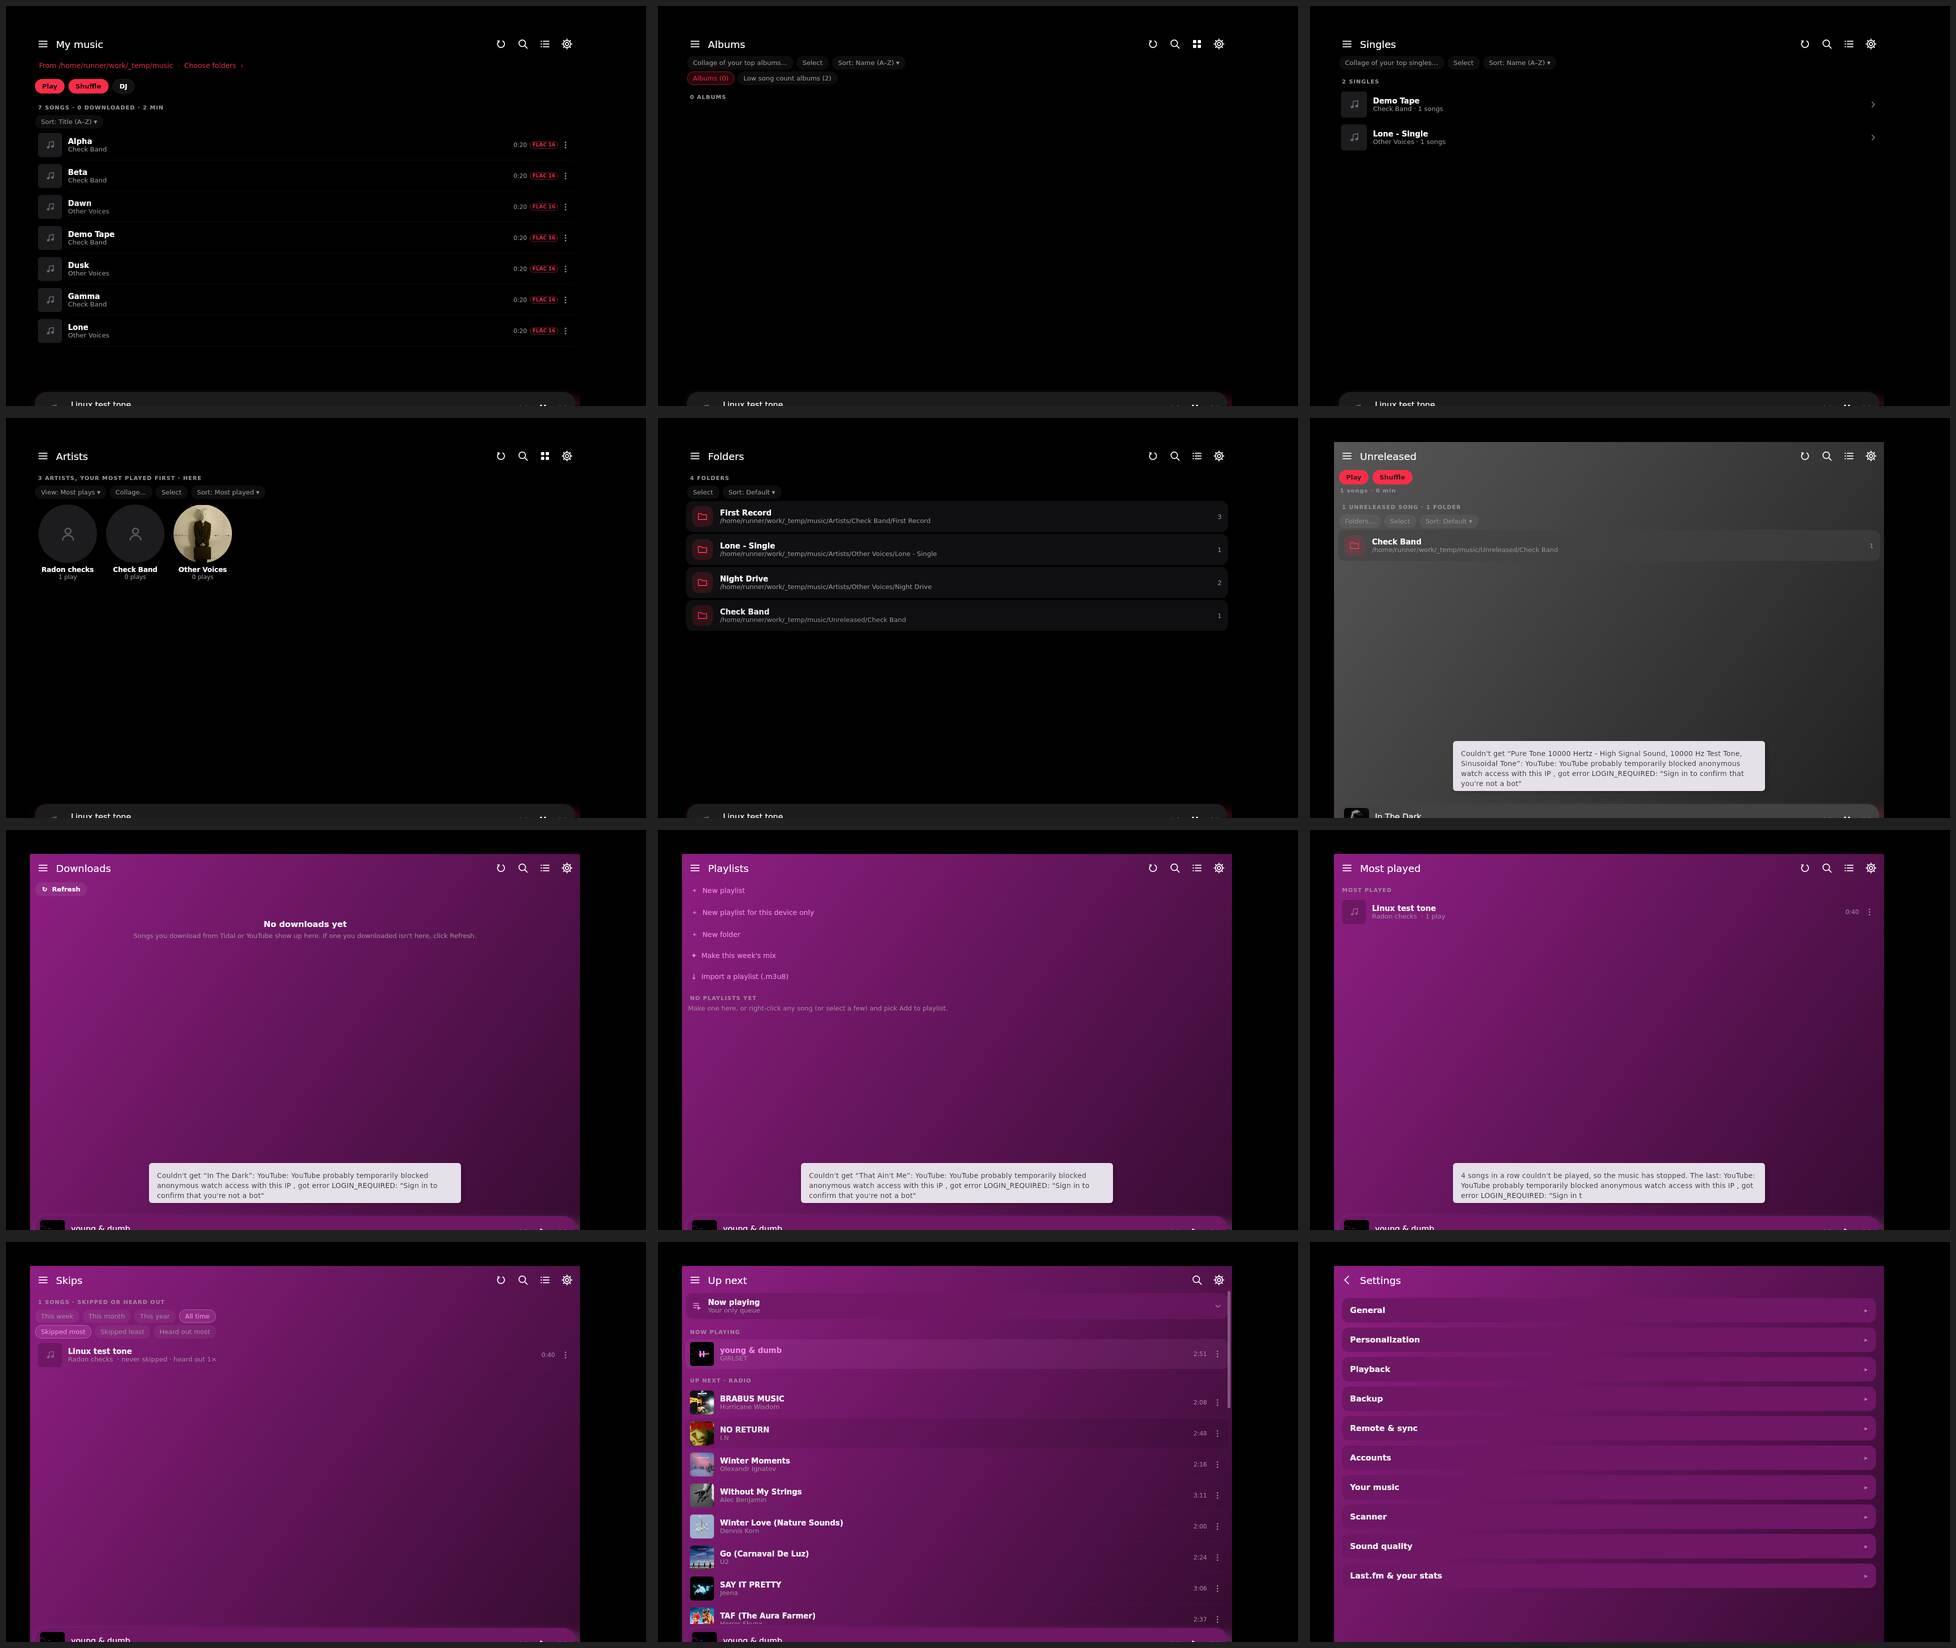 My music
From /home/runner/work/_temp/music · Choose folders ›
Play Shuffle DJ
7 SONGS · 0 DOWNLOADED · 2 MIN
Sort: Title (A–Z) ▾
Alpha
Check Band
0:20 FLAC 16
Beta
Check Band
0:20 FLAC 16
Dawn
Other Voices
0:20 FLAC 16
Demo Tape
Check Band
0:20 FLAC 16
Dusk
Other Voices
0:20 FLAC 16
Gamma
Check Band
0:20 FLAC 16
Lone
Other Voices
0:20 FLAC 16
Linux test tone
Albums
Collage of your top albums... Select Sort: Name (A–Z) ▾
Albums (0) Low song count albums (2)
0 ALBUMS
Linux test tone
Singles
Collage of your top singles... Select Sort: Name (A–Z) ▾
2 SINGLES
Demo Tape
Check Band · 1 songs
Lone - Single
Other Voices · 1 songs
Linux test tone
Artists
3 ARTISTS, YOUR MOST PLAYED FIRST · HERE
View: Most plays ▾ Collage... Select Sort: Most played ▾
Radon checks
1 play
Check Band
0 plays
Other Voices
0 plays
Linux test tone
Folders
4 FOLDERS
Select Sort: Default ▾
First Record
/home/runner/work/_temp/music/Artists/Check Band/First Record
3
Lone - Single
/home/runner/work/_temp/music/Artists/Other Voices/Lone - Single
1
Night Drive
/home/runner/work/_temp/music/Artists/Other Voices/Night Drive
2
Check Band
/home/runner/work/_temp/music/Unreleased/Check Band
1
Linux test tone
Unreleased
Play Shuffle
1 songs · 0 min
1 UNRELEASED SONG · 1 FOLDER
Folders... Select Sort: Default ▾
Check Band
/home/runner/work/_temp/music/Unreleased/Check Band
1
Couldn't get “Pure Tone 10000 Hertz - High Signal Sound, 10000 Hz Test Tone,
Sinusoidal Tone”: YouTube: YouTube probably temporarily blocked anonymous
watch access with this IP , got error LOGIN_REQUIRED: "Sign in to confirm that
you're not a bot"
In The Dark
Downloads
↻ Refresh
No downloads yet
Songs you download from Tidal or YouTube show up here. If one you downloaded isn't here, click Refresh.
Couldn't get “In The Dark”: YouTube: YouTube probably temporarily blocked
anonymous watch access with this IP , got error LOGIN_REQUIRED: "Sign in to
confirm that you're not a bot"
young & dumb
Playlists
+ New playlist
+ New playlist for this device only
+ New folder
✦ Make this week's mix
↓ Import a playlist (.m3u8)
NO PLAYLISTS YET
Make one here, or right-click any song (or select a few) and pick Add to playlist.
Couldn't get “That Ain't Me”: YouTube: YouTube probably temporarily blocked
anonymous watch access with this IP , got error LOGIN_REQUIRED: "Sign in to
confirm that you're not a bot"
young & dumb
Most played
MOST PLAYED
Linux test tone
Radon checks · 1 play
0:40
4 songs in a row couldn't be played, so the music has stopped. The last: YouTube:
YouTube probably temporarily blocked anonymous watch access with this IP , got
error LOGIN_REQUIRED: "Sign in t
young & dumb
Skips
1 SONGS · SKIPPED OR HEARD OUT
This week This month This year All time
Skipped most Skipped least Heard out most
Linux test tone
Radon checks · never skipped · heard out 1×
0:40
young & dumb
Up next
Now playing
Your only queue
NOW PLAYING
young & dumb
GIRLSET
2:51
UP NEXT · RADIO
BRABUS MUSIC
Hurricane Wisdom
2:08
NO RETURN
I.N
2:48
Winter Moments
Olexandr Ignatov
2:16
Without My Strings
Alec Benjamin
3:11
Winter Love (Nature Sounds)
Dennis Korn
2:00
Go (Carnaval De Luz)
U2
2:24
SAY IT PRETTY
Jeena
3:06
TAF (The Aura Farmer)
2:37
young & dumb
Settings
General
Personalization
Playback
Backup
Remote & sync
Accounts
Your music
Scanner
Sound quality
Last.fm & your stats